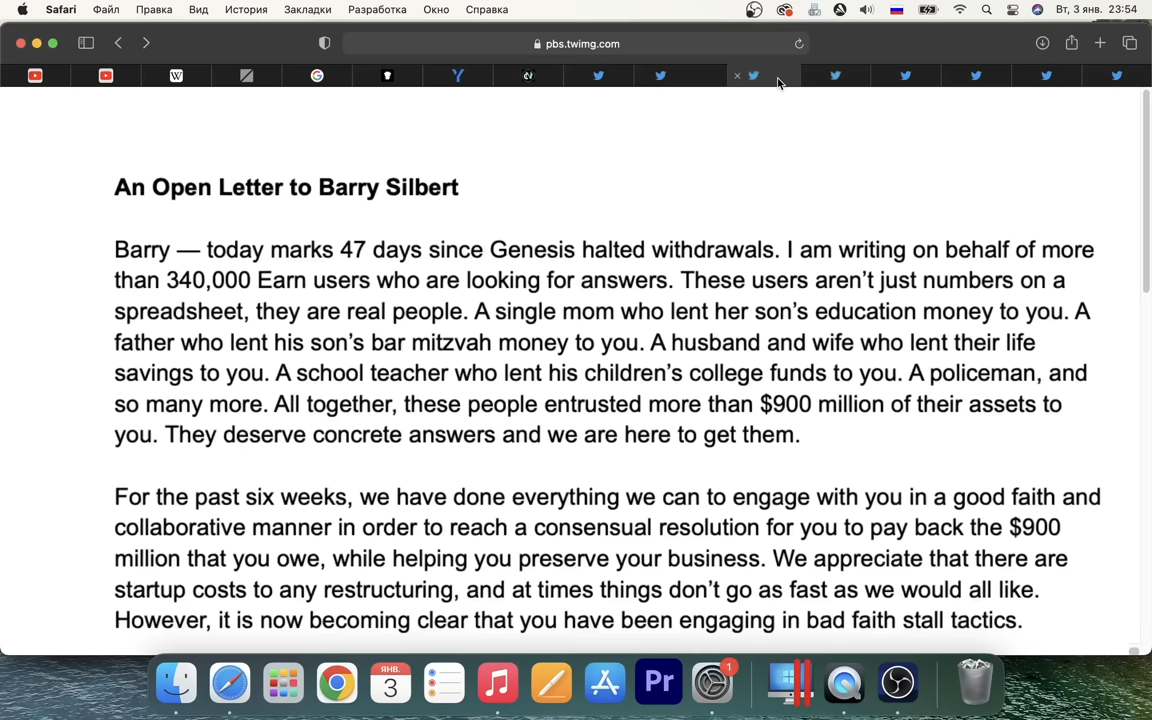 Safari Файл Правка Вид История Закладки Разработка Окно Справка Вт, 3 янв. 23:54
pbs.twimg.com
An Open Letter to Barry Silbert
Barry — today marks 47 days since Genesis halted withdrawals. I am writing on behalf of more
than 340,000 Earn users who are looking for answers. These users aren’t just numbers on a
spreadsheet, they are real people. A single mom who lent her son’s education money to you. A
father who lent his son’s bar mitzvah money to you. A husband and wife who lent their life
savings to you. A school teacher who lent his children’s college funds to you. A policeman, and
so many more. All together, these people entrusted more than $900 million of their assets to
you. They deserve concrete answers and we are here to get them.
For the past six weeks, we have done everything we can to engage with you in a good faith and
collaborative manner in order to reach a consensual resolution for you to pay back the $900
million that you owe, while helping you preserve your business. We appreciate that there are
startup costs to any restructuring, and at times things don’t go as fast as we would all like.
However, it is now becoming clear that you have been engaging in bad faith stall tactics.
ЯНВ.
3
Pr
1